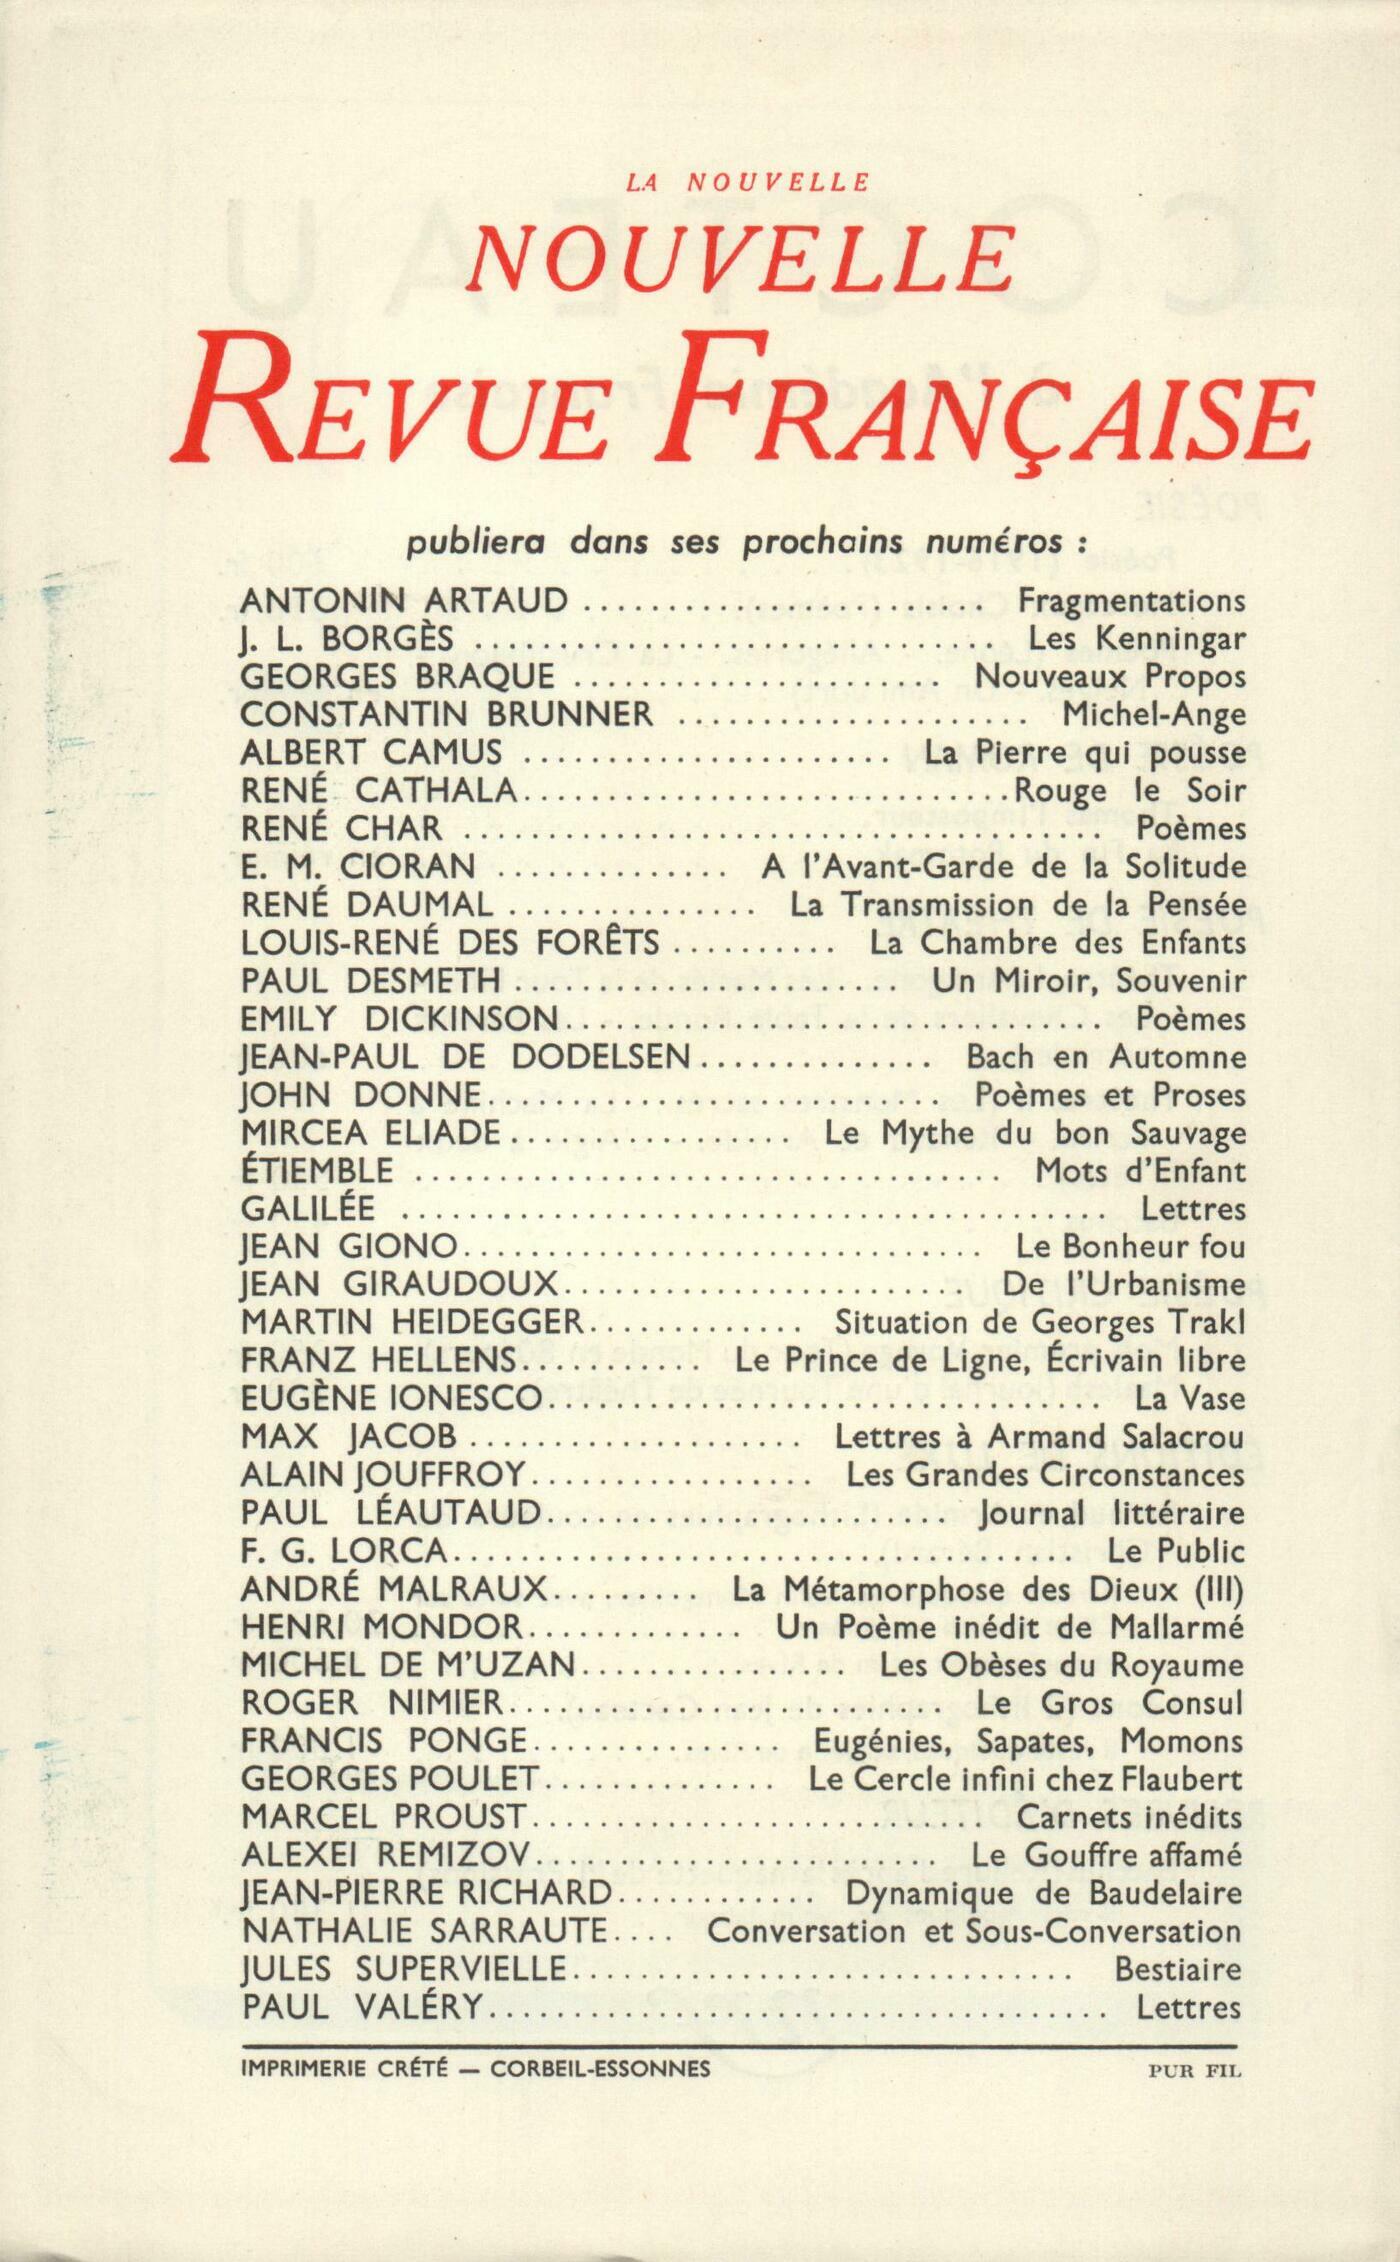 LA NOUVELLE
NOUVELLE
REVUE FRANÇAISE
publiera dans ses prochains numéros :
ANTONIN ARTAUD ........................ Fragmentations
J. L. BORGÈS ............................... Les Kenningar
GEORGES BRAQUE ...................... Nouveaux Propos
CONSTANTIN BRUNNER ..................... Michel-Ange
ALBERT CAMUS ...................... La Pierre qui pousse
RENÉ CATHALA.............................Rouge le Soir
RENÉ CHAR ...................................... Poèmes
E. M. CIORAN .............. A l'Avant-Garde de la Solitude
RENÉ DAUMAL ............... La Transmission de la Pensée
LOUIS-RENÉ DES FORÊTS .......... La Chambre des Enfants
PAUL DESMETH ....................... Un Miroir, Souvenir
EMILY DICKINSON................................ Poèmes
JEAN-PAUL DE DODELSEN.............. Bach en Automne
JOHN DONNE........................... Poèmes et Proses
MIRCEA ELIADE................. Le Mythe du bon Sauvage
ÉTIEMBLE ................................... Mots d'Enfant
GALILÉE .......................................... Lettres
JEAN GIONO............................... Le Bonheur fou
JEAN GIRAUDOUX........................ De l'Urbanisme
MARTIN HEIDEGGER............. Situation de Georges Trakl
FRANZ HELLENS........... Le Prince de Ligne, Écrivain libre
EUGÈNE IONESCO................................. La Vase
MAX JACOB .................... Lettres à Armand Salacrou
ALAIN JOUFFROY................. Les Grandes Circonstances
PAUL LÉAUTAUD........................ Journal littéraire
F. G. LORCA..................................... Le Public
ANDRÉ MALRAUX......... La Métamorphose des Dieux (III)
HENRI MONDOR............. Un Poème inédit de Mallarmé
MICHEL DE M'UZAN................ Les Obèses du Royaume
ROGER NIMIER.......................... Le Gros Consul
FRANCIS PONGE............... Eugénies, Sapates, Momons
GEORGES POULET.............. Le Cercle infini chez Flaubert
MARCEL PROUST........................... Carnets inédits
ALEXEI REMIZOV........................ Le Gouffre affamé
JEAN-PIERRE RICHARD............ Dynamique de Baudelaire
NATHALIE SARRAUTE.... Conversation et Sous-Conversation
JULES SUPERVIELLE.............................. Bestiaire
PAUL VALÉRY..................................... Lettres
IMPRIMERIE CRÉTÉ — CORBEIL-ESSONNES PUR FIL